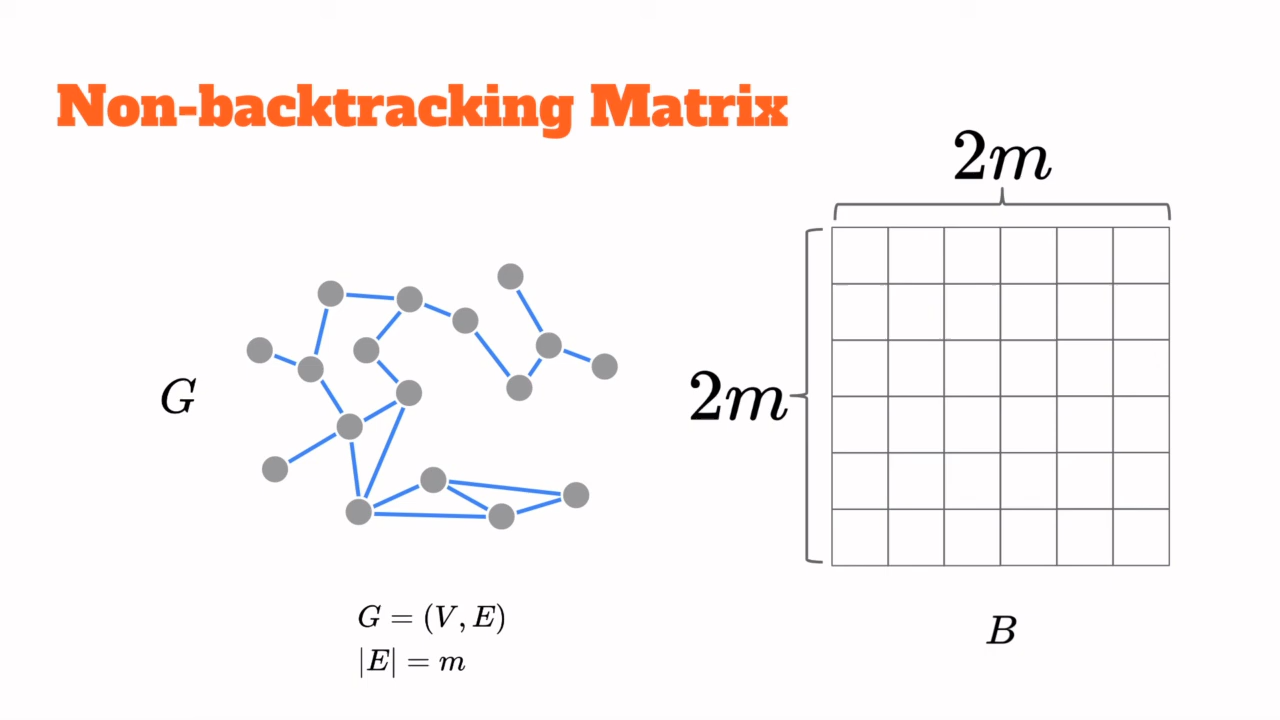 Non-backtracking Matrix
2m
2m
G
G = (V, E)
|E| = m
B